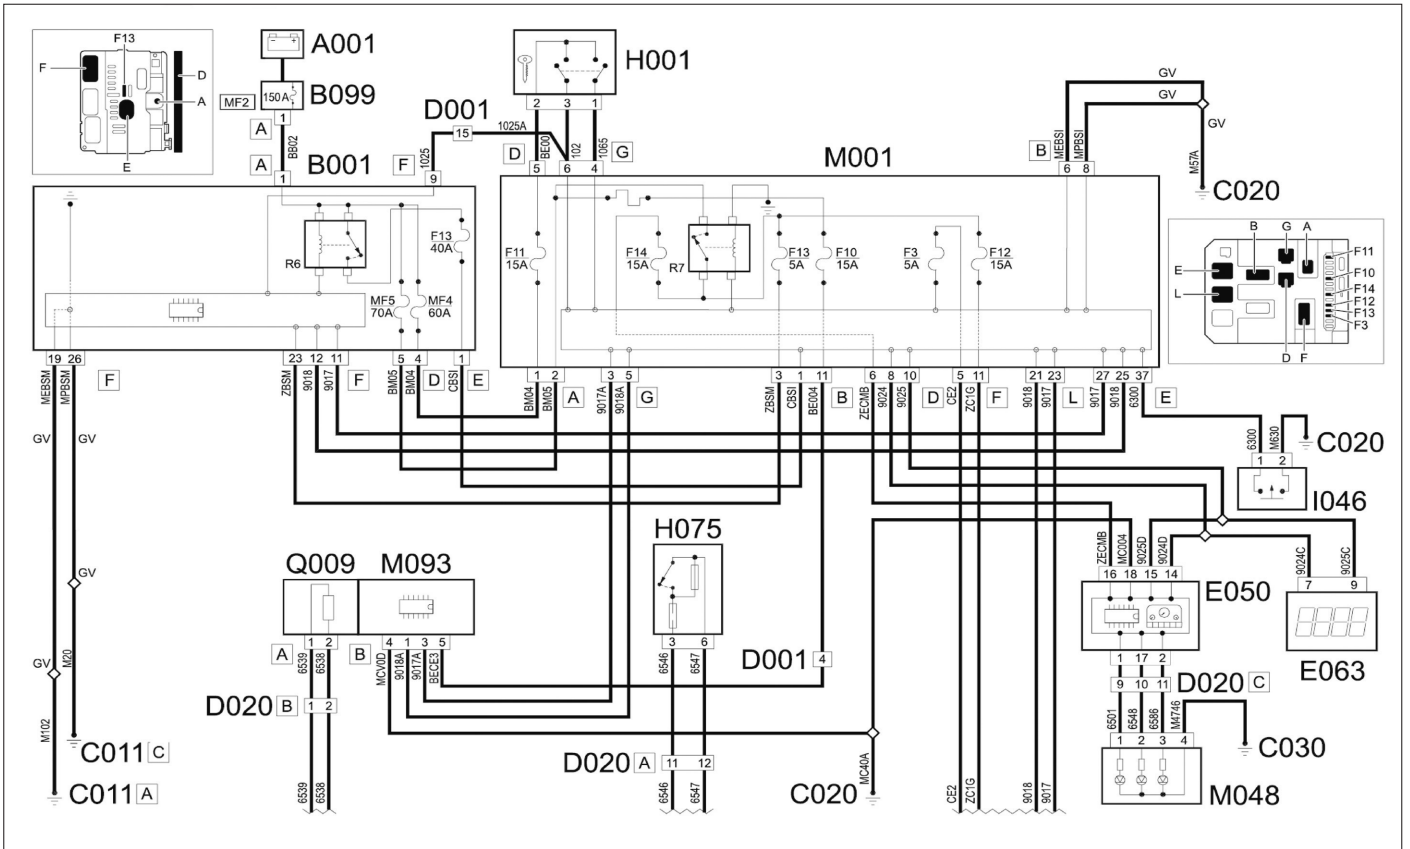 F13
F
D
A
E
A001
MF2
150A
B099
1
A
BB02
A
1
B001
H001
2 3 1
D001
1025A
15
1025
F
9
BE00
102
1065
D
5 6 4
G
M001
GV
GV
GV
MEBSI
MPBSI
B
6 8
M57A
C020
R6
F13
40A
MF5
70A
MF4
60A
F11
15A
F14
15A
R7
F13
5A
F10
15A
F3
5A
F12
15A
B G A
E
L
D F
F11
F10
F14
F12
F13
F3
19 26
F
MEBSM
MPBSM
23 12 11
F
ZBSM
9018
9017
5 4
D
BM05
BM04
1
E
CBSI
1 2
A
BM04
BM05
3 5
G
9017A
9018A
3 1 11
B
ZBSM
CBSI
BE004
6 8 10
D
ZECMB
9024
9025
5 11
F
CE2
ZC1G
21 23
L
9018
9017
27 25 37
E
9017
9018
6300
GV
GV
6300
M630
C020
1 2
I046
H075
3 6
6546
6547
Q009
M093
A
1 2
6539
6538
B
4 1 3 5
MCV0D
9018A
9017A
BECE3
D001
4
ZECMB
MC004
9025D
9024D
16 18 15 14
E050
9024C
9025C
7 9
E063
1 17 2
9 10 11
D020
C
6501
6548
6586
M4746
1 2 3 4
C030
M048
GV
GV
M20
M102
C011
C
C011
A
D020
B
1 2
6539
6538
D020
A
11 12
6546
6547
MC40A
C020
CE2
ZC1G
9018
9017